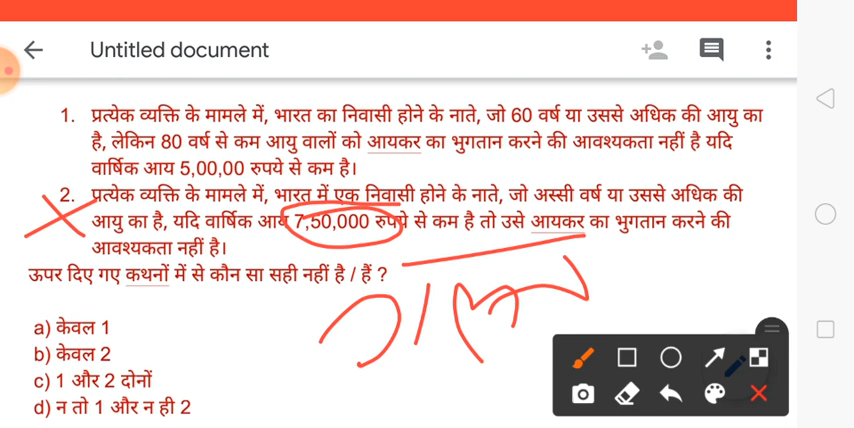 Untitled document
1. प्रत्येक व्यक्ति के मामले में, भारत का निवासी होने के नाते, जो 60 वर्ष या उससे अधिक की आयु का
है, लेकिन 80 वर्ष से कम आयु वालों को आयकर का भुगतान करने की आवश्यकता नहीं है यदि
वार्षिक आय 5,00,00 रुपये से कम है।
2. प्रत्येक व्यक्ति के मामले में, भारत में एक निवासी होने के नाते, जो अस्सी वर्ष या उससे अधिक की
आयु का है, यदि वार्षिक आय 7,50,000 रुपये से कम है तो उसे आयकर का भुगतान करने की
आवश्यकता नहीं है।
ऊपर दिए गए कथनों में से कौन सा सही नहीं है / हैं ?
a) केवल 1
b) केवल 2
c) 1 और 2 दोनों
d) न तो 1 और न ही 2